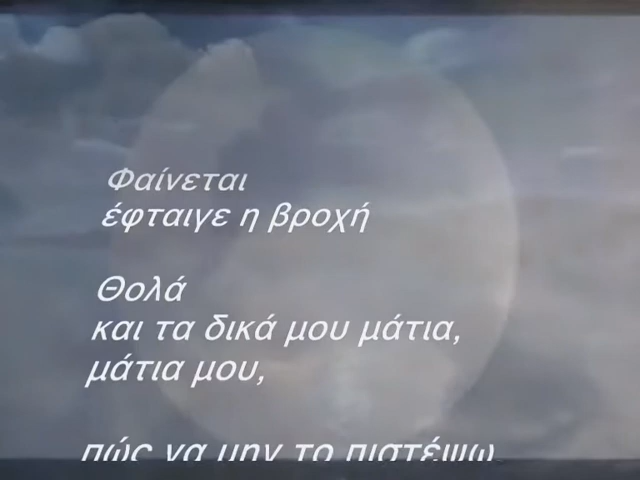 Φαίνεται
έφταιγε η βροχή
Θολά
και τα δικά μου μάτια,
μάτια μου,
πώς να μην το πιστέψω